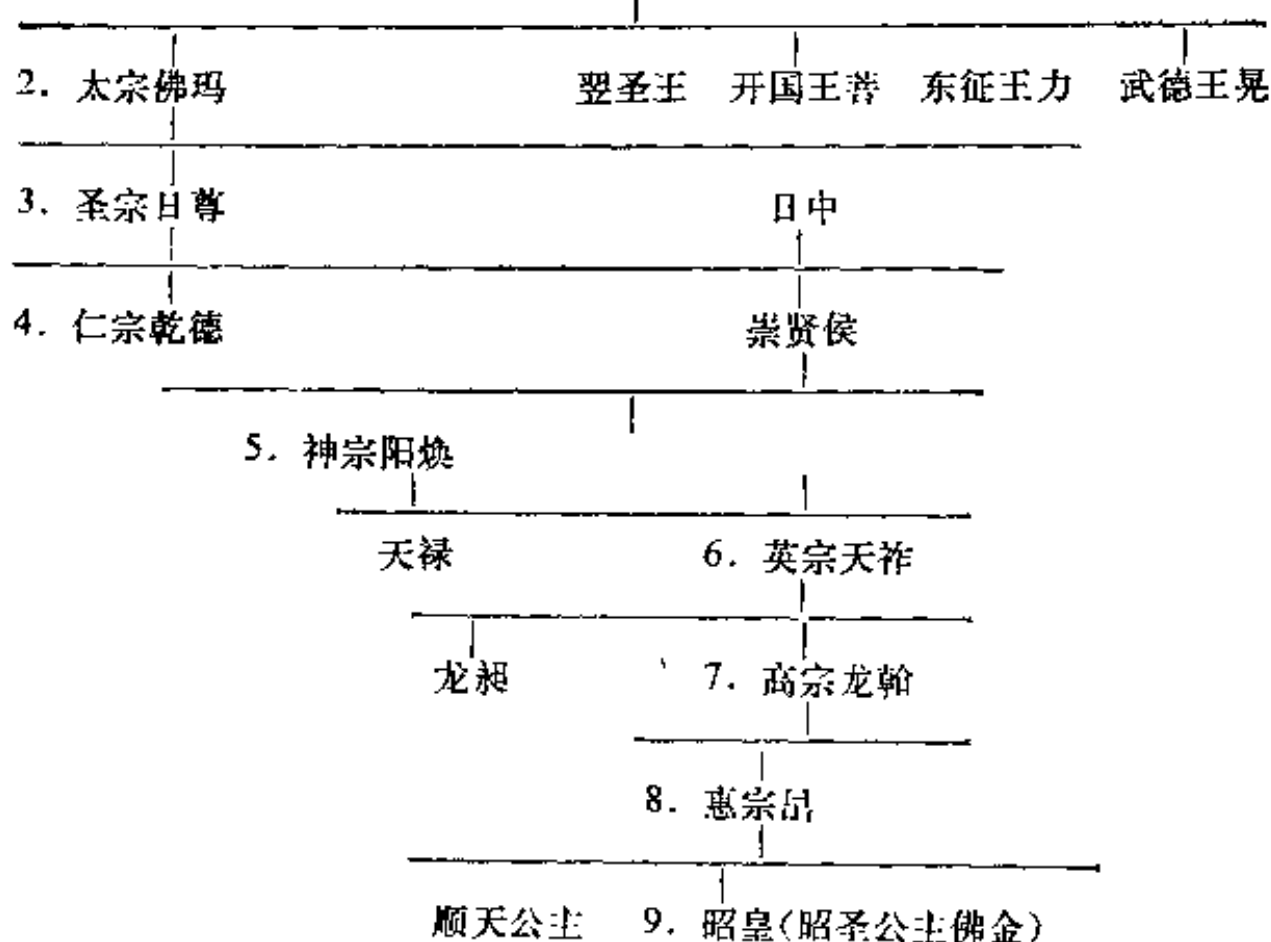 2. 太宗佛玛 翌圣王 开国王菩 东征王力 武德王晃
3. 圣宗日尊 日中
4. 仁宗乾德 崇贤侯
5. 神宗阳焕
天禄 6. 英宗天祚
龙昶 7. 高宗龙翰
8. 惠宗昂
顺天公主 9. 昭皇(昭圣公主佛金)